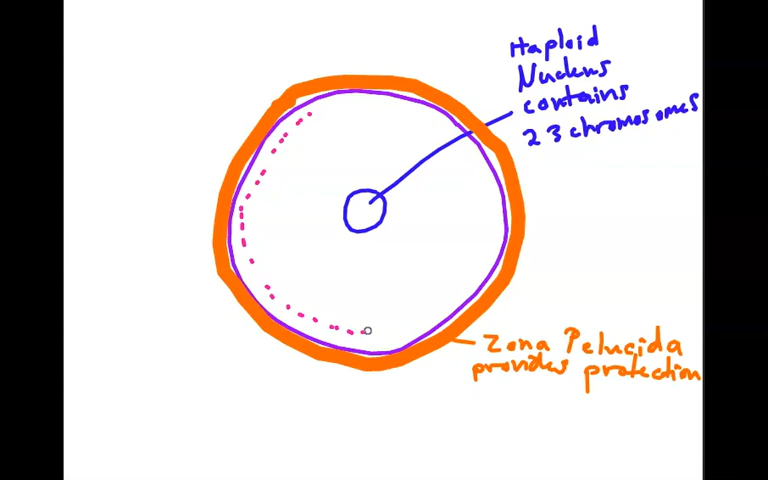 Haploid
Nucleus
contains
23 chromosomes
Zona Pelucida
provides protection